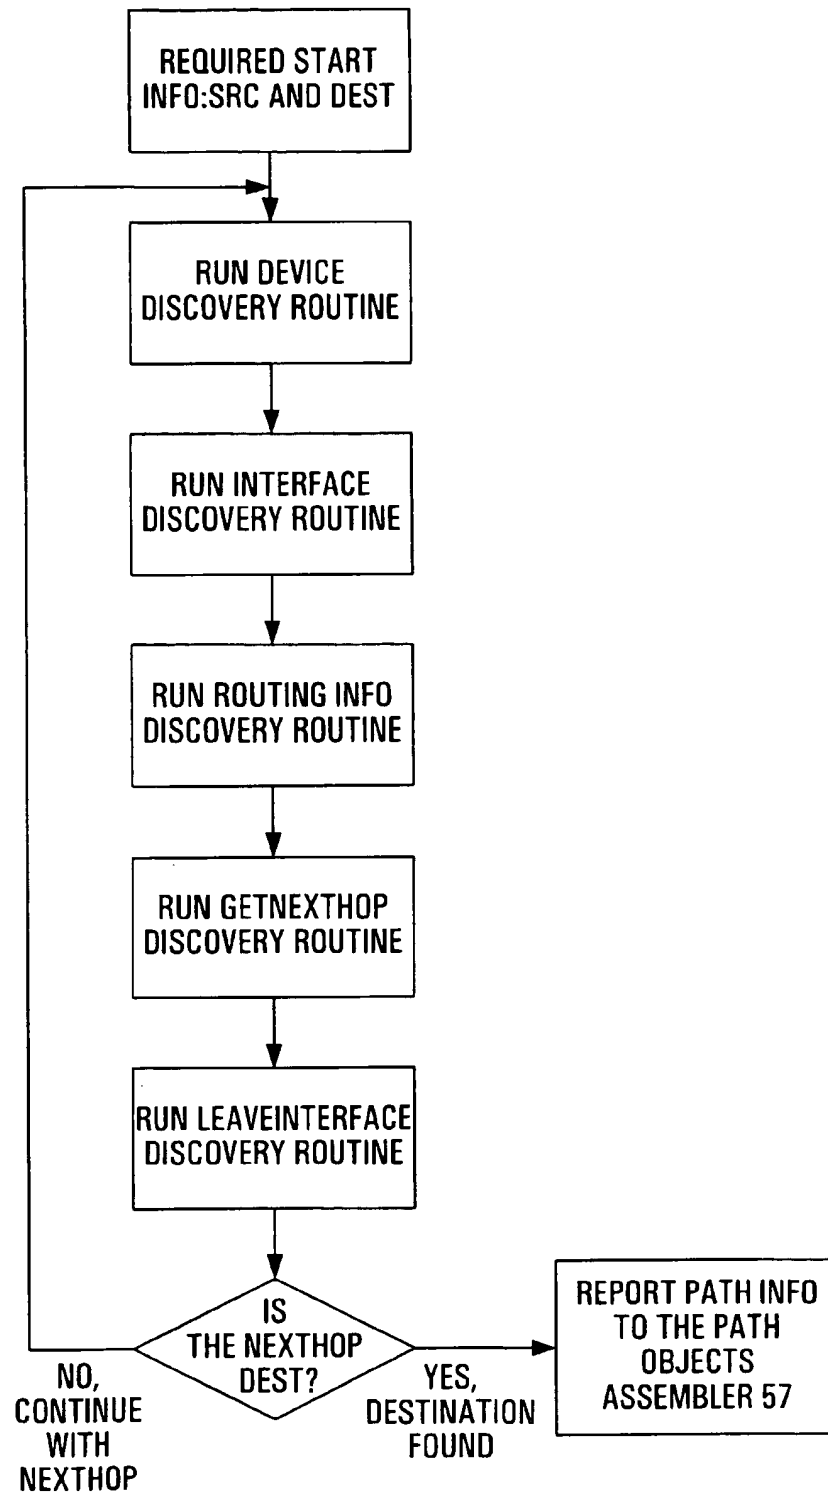 REQUIRED START
INFO:SRC AND DEST
RUN DEVICE
DISCOVERY ROUTINE
RUN INTERFACE
DISCOVERY ROUTINE
RUN ROUTING INFO
DISCOVERY ROUTINE
RUN GETNEXTHOP
DISCOVERY ROUTINE
RUN LEAVEINTERFACE
DISCOVERY ROUTINE
IS
THE NEXTHOP
DEST?
NO,
CONTINUE
WITH
NEXTHOP
YES,
DESTINATION
FOUND
REPORT PATH INFO
TO THE PATH
OBJECTS
ASSEMBLER 57